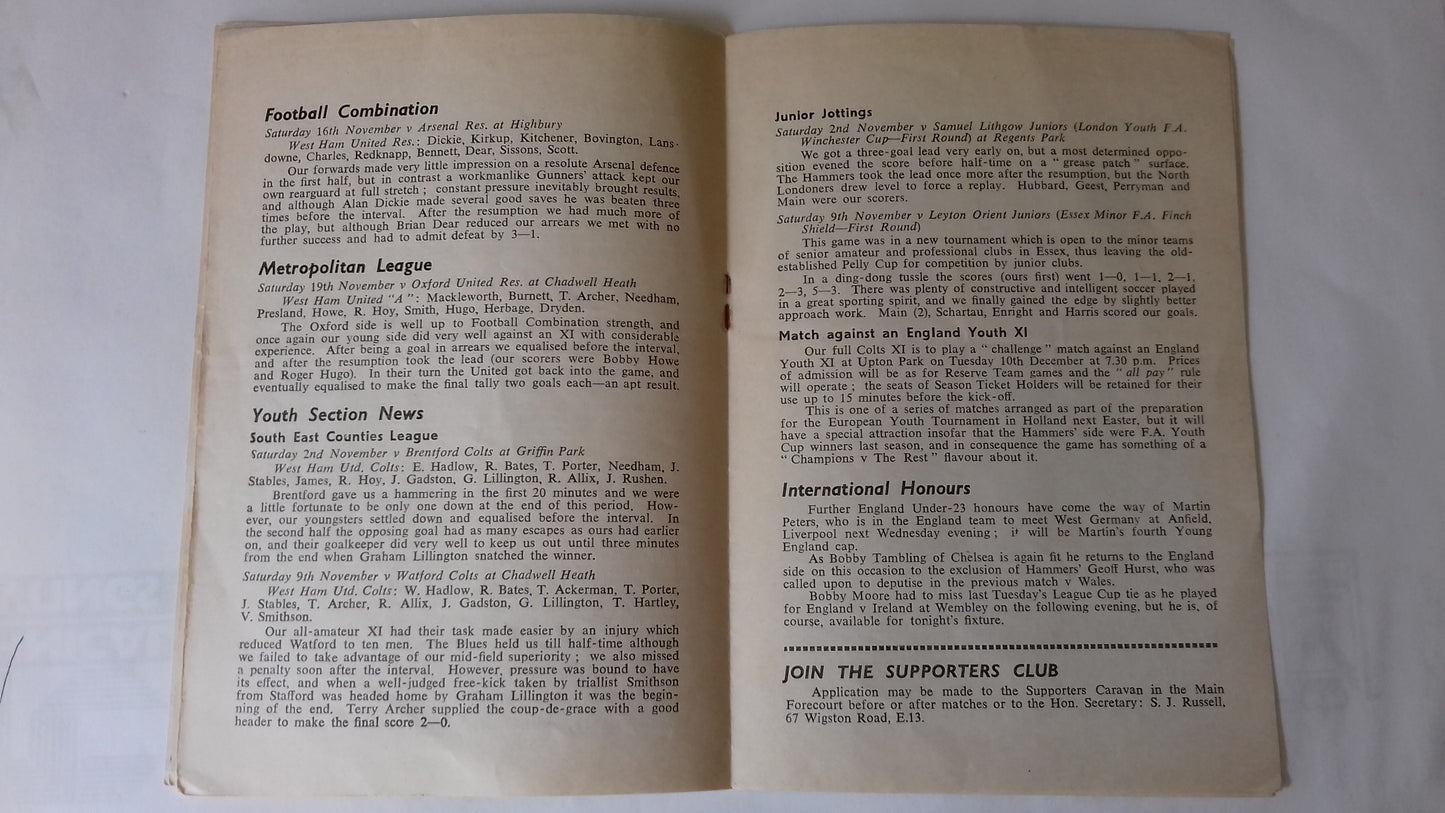 Football Combination
Saturday 16th November v Arsenal Res. at Highbury
West Ham United Res.: Dickie, Kirkup, Kitchener, Bovington, Lans-
downe, Charles, Redknapp, Bennett, Dear, Sissons, Scott.
Our forwards made very little impression on a resolute Arsenal defence
in the first half, but in contrast a workmanlike Gunners' attack kept our
own rearguard at full stretch ; constant pressure inevitably brought results,
and although Alan Dickie made several good saves he was beaten three
times before the interval. After the resumption we had much more of
the play, but although Brian Dear reduced our arrears we met with no
further success and had to admit defeat by 3—1.
Metropolitan League
Saturday 19th November v Oxford United Res. at Chadwell Heath
West Ham United "A": Mackleworth, Burnett, T. Archer, Needham,
Presland, Howe, R. Hoy, Smith, Hugo, Herbage, Dryden.
The Oxford side is well up to Football Combination strength, and
once again our young side did very well against an XI with considerable
experience. After being a goal in arrears we equalised before the interval,
and after the resumption took the lead (our scorers were Bobby Howe
and Roger Hugo). In their turn the United got back into the game, and
eventually equalised to make the final tally two goals each—an apt result.
Youth Section News
South East Counties League
Saturday 2nd November v Brentford Colts at Griffin Park
West Ham Utd. Colts: E. Hadlow, R. Bates, T. Porter, Needham, J.
Stables, James, R. Hoy, J. Gadston, G. Lillington, R. Allix, J. Rushen.
Brentford gave us a hammering in the first 20 minutes and we were
a little fortunate to be only one down at the end of this period. How-
ever, our youngsters settled down and equalised before the interval. In
the second half the opposing goal had as many escapes as ours had earlier
on, and their goalkeeper did very well to keep us out until three minutes
from the end when Graham Lillington snatched the winner.
Saturday 9th November v Watford Colts at Chadwell Heath
West Ham Utd. Colts: W. Hadlow, R. Bates, T. Ackerman, T. Porter,
J. Stables, T. Archer, R. Allix, J. Gadston, G. Lillington, T. Hartley,
V. Smithson.
Our all-amateur XI had their task made easier by an injury which
reduced Watford to ten men. The Blues held us till half-time although
we failed to take advantage of our mid-field superiority ; we also missed
a penalty soon after the interval. However, pressure was bound to have
its effect, and when a well-judged free-kick taken by triallist Smithson
from Stafford was headed home by Graham Lillington it was the begin-
ning of the end. Terry Archer supplied the coup-de-grace with a good
header to make the final score 2—0.
Junior Jottings
Saturday 2nd November v Samuel Lithgow Juniors (London Youth F.A.
Winchester Cup—First Round) at Regents Park
We got a three-goal lead very early on, but a most determined oppo-
sition evened the score before half-time on a " grease patch " surface.
The Hammers took the lead once more after the resumption, but the North
Londoners drew level to force a replay. Hubbard, Geest, Perryman and
Main were our scorers.
Saturday 9th November v Leyton Orient Juniors (Essex Minor F.A. Finch
Shield—First Round)
This game was in a new tournament which is open to the minor teams
of senior amateur and professional clubs in Essex, thus leaving the old-
established Pelly Cup for competition by junior clubs.
In a ding-dong tussle the scores (ours first) went 1—0, 1—1, 2—1,
2—3, 5—3. There was plenty of constructive and intelligent soccer played
in a great sporting spirit, and we finally gained the edge by slightly better
approach work. Main (2), Schartau, Enright and Harris scored our goals.
Match against an England Youth XI
Our full Colts XI is to play a " challenge " match against an England
Youth XI at Upton Park on Tuesday 10th December at 7.30 p.m. Prices
of admission will be as for Reserve Team games and the " all pay " rule
will operate ; the seats of Season Ticket Holders will be retained for their
use up to 15 minutes before the kick-off.
This is one of a series of matches arranged as part of the preparation
for the European Youth Tournament in Holland next Easter, but it will
have a special attraction insofar that the Hammers' side were F.A. Youth
Cup winners last season, and in consequence the game has something of a
" Champions v The Rest " flavour about it.
International Honours
Further England Under-23 honours have come the way of Martin
Peters, who is in the England team to meet West Germany at Anfield,
Liverpool next Wednesday evening ; it will be Martin's fourth Young
England cap.
As Bobby Tambling of Chelsea is again fit he returns to the England
side on this occasion to the exclusion of Hammers' Geoff Hurst, who was
called upon to deputise in the previous match v Wales.
Bobby Moore had to miss last Tuesday's League Cup tie as he played
for England v Ireland at Wembley on the following evening, but he is, of
course, available for tonight's fixture.
JOIN THE SUPPORTERS CLUB
Application may be made to the Supporters Caravan in the Main
Forecourt before or after matches or to the Hon. Secretary: S. J. Russell,
67 Wigston Road, E.13.